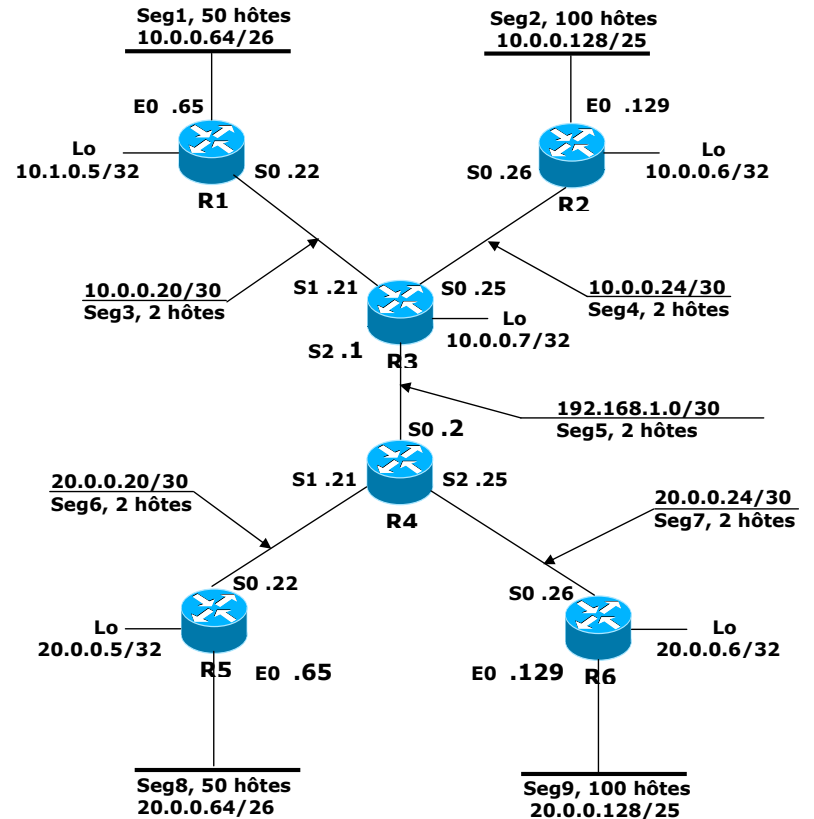 Seg1, 50 hôtes
10.0.0.64/26
Seg2, 100 hôtes
10.0.0.128/25
E0 .65
E0 .129
Lo
10.1.0.5/32
S0 .22
R1
S0 .26
Lo
10.0.0.6/32
R2
10.0.0.20/30
Seg3, 2 hôtes
S1 .21
S0 .25
10.0.0.24/30
Seg4, 2 hôtes
Lo
10.0.0.7/32
S2 .1
R3
192.168.1.0/30
Seg5, 2 hôtes
S0 .2
20.0.0.20/30
Seg6, 2 hôtes
S1 .21
S2 .25
R4
20.0.0.24/30
Seg7, 2 hôtes
S0 .22
S0 .26
Lo
20.0.0.5/32
R5
E0 .65
E0 .129
R6
Lo
20.0.0.6/32
Seg8, 50 hôtes
20.0.0.64/26
Seg9, 100 hôtes
20.0.0.128/25